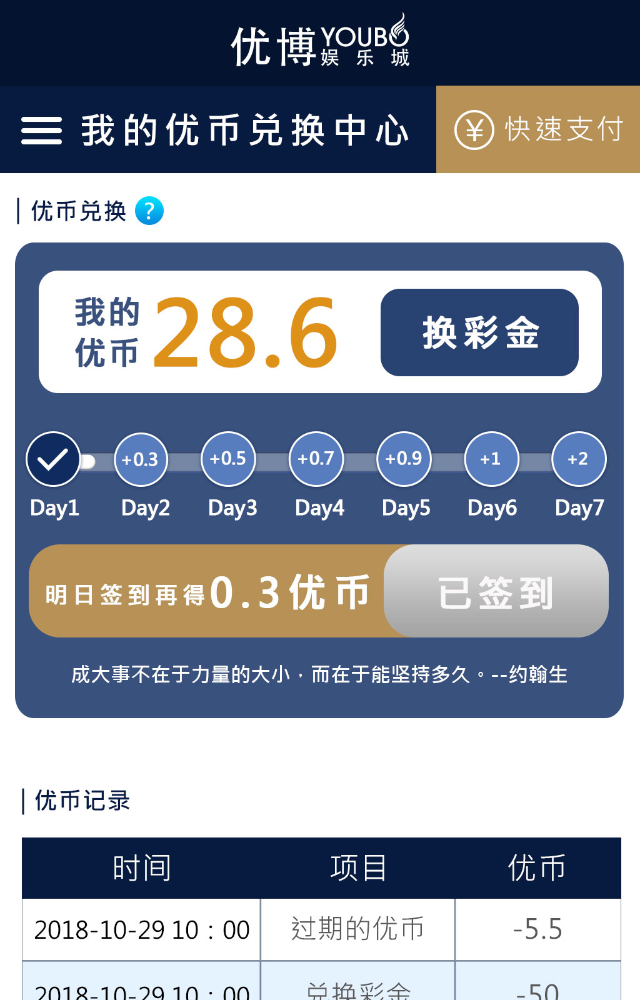 优博 YOUBO
娱乐城
我的优币兑换中心
¥ 快速支付
优币兑换 ?
我的
优币
28.6
换彩金
+0.3 +0.5 +0.7 +0.9 +1 +2
Day1 Day2 Day3 Day4 Day5 Day6 Day7
明日签到再得0.3优币 已签到
成大事不在于力量的大小，而在于能坚持多久。--约翰生
优币记录
时间 项目 优币
2018-10-29 10：00 过期的优币 -5.5
2018-10-29 10：00 兑换彩金 -50